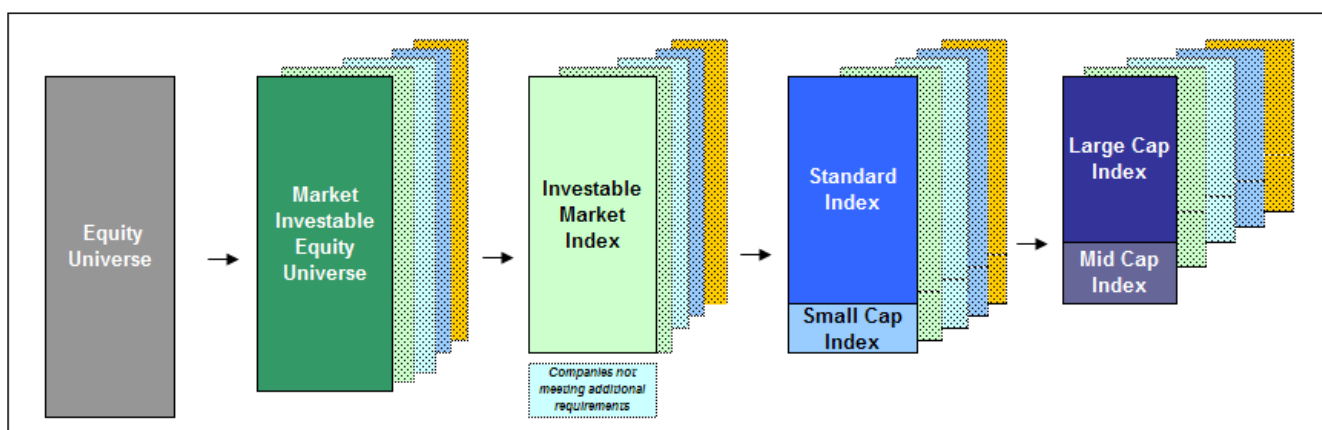 Equity
Universe
Market
Investable
Equity
Universe
Investable
Market
Index
Companies not
meeting additional
requirements
Standard
Index
Small Cap
Index
Large Cap
Index
Mid Cap
Index